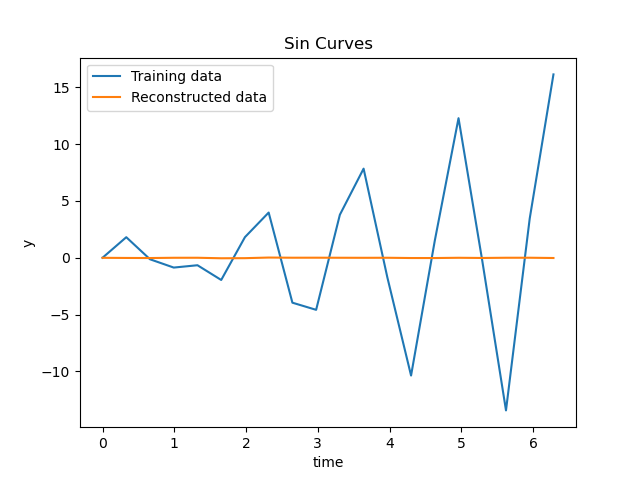 Sin Curves
Training data
Reconstructed data
15
10
5
0
−5
−10
y
0 1 2 3 4 5 6
time